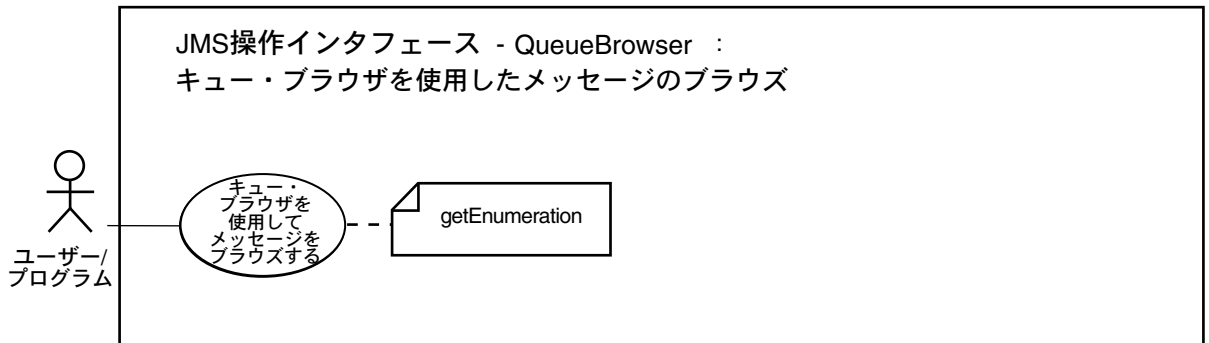 JMS操作インタフェース - QueueBrowser :
キュー・ブラウザを使用したメッセージのブラウズ
キュー・
ブラウザを
使用して
メッセージを
ブラウズする
getEnumeration
ユーザー/
プログラム